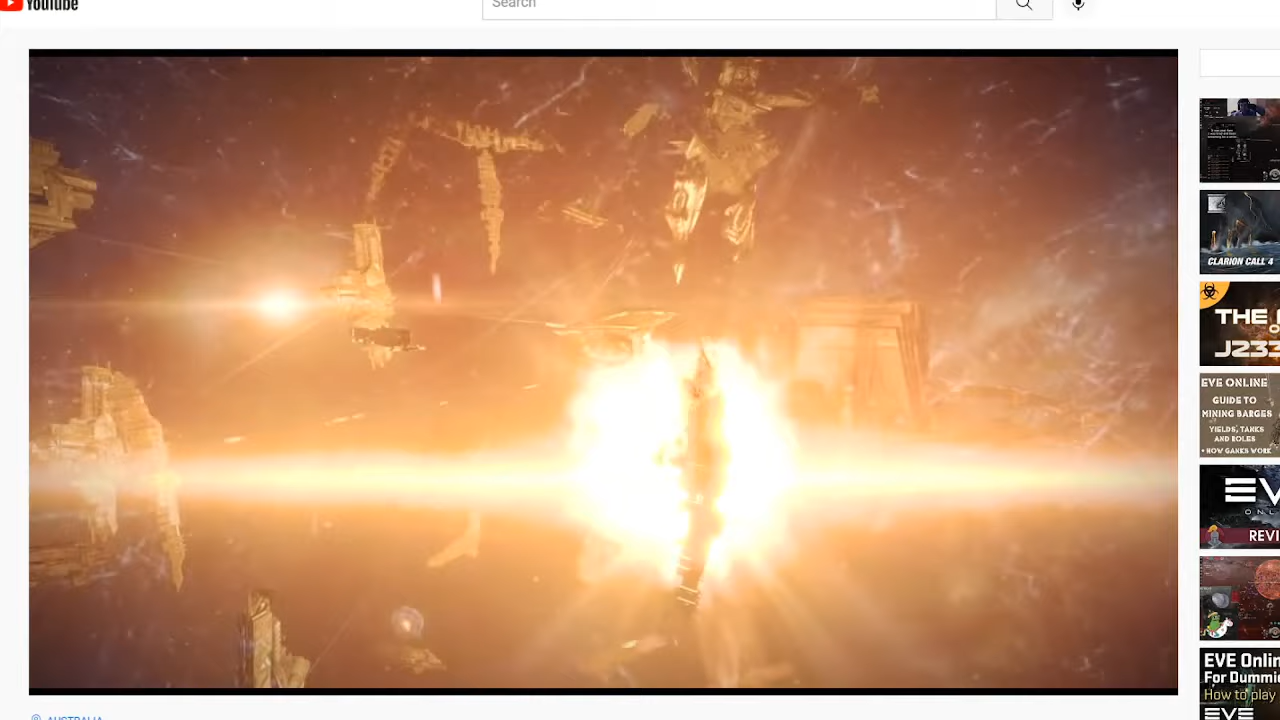 YouTube
Search
CLARION CALL 4
THE
J233
EVE ONLINE
GUIDE TO
MINING BARGES
YIELDS, TANKS
AND ROLES
• HOW GANKS WORK
EV
ONL
REVI
EVE Onlin
For Dummi
How to play
EVE
AUSTRALIA